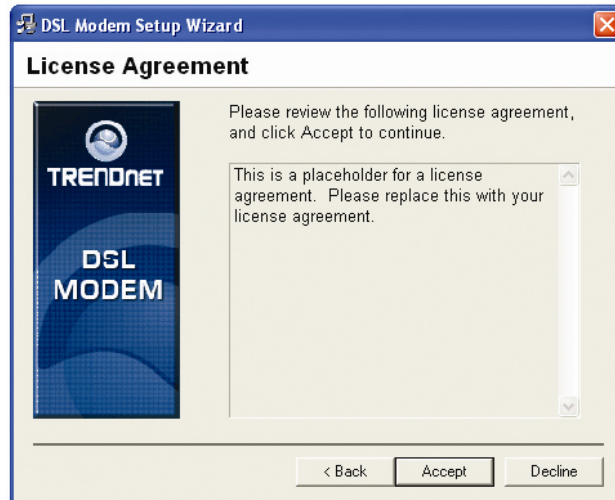 DSL Modem Setup Wizard
License Agreement
TRENDnet
DSL
MODEM
Please review the following license agreement,
and click Accept to continue.
This is a placeholder for a license
agreement.  Please replace this with your
license agreement.
< Back
Accept
Decline